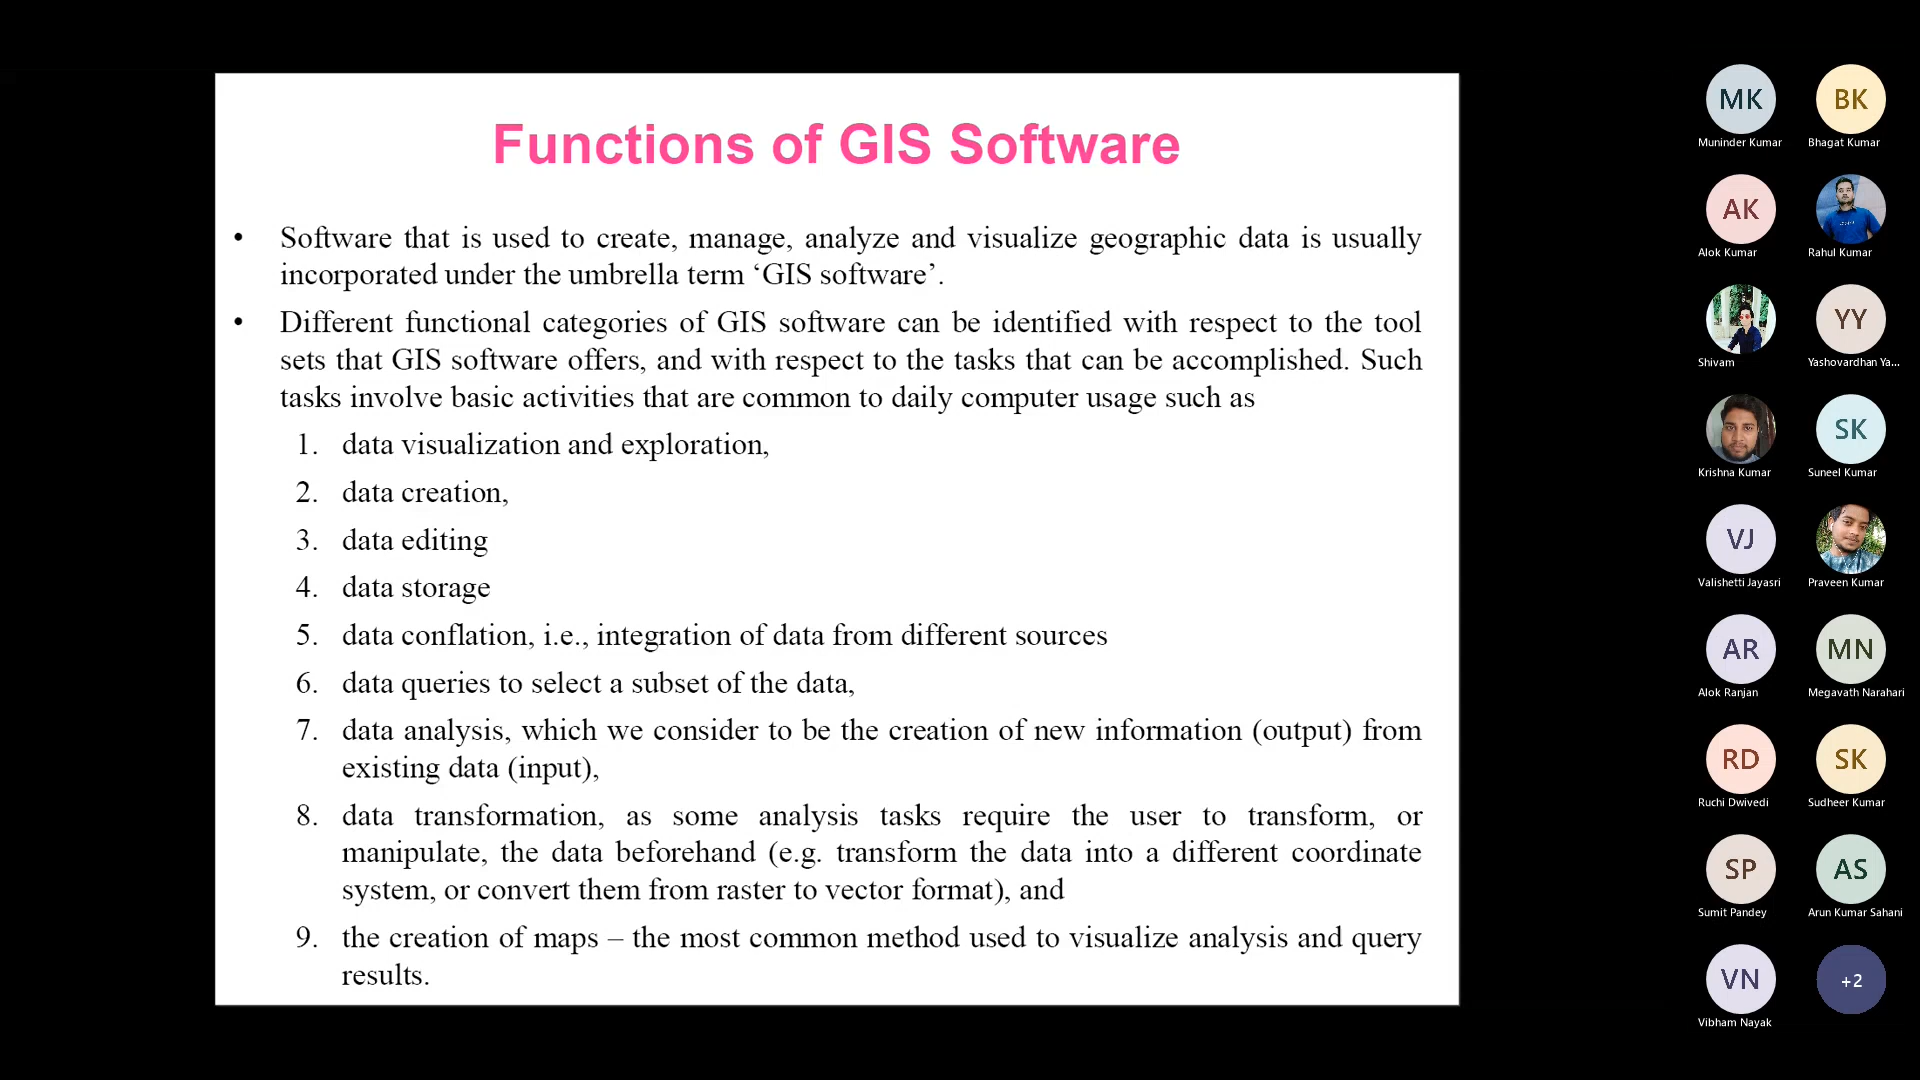 Functions of GIS Software
• Software that is used to create, manage, analyze and visualize geographic data is usually
incorporated under the umbrella term ‘GIS software’.
• Different functional categories of GIS software can be identified with respect to the tool
sets that GIS software offers, and with respect to the tasks that can be accomplished. Such
tasks involve basic activities that are common to daily computer usage such as
1. data visualization and exploration,
2. data creation,
3. data editing
4. data storage
5. data conflation, i.e., integration of data from different sources
6. data queries to select a subset of the data,
7. data analysis, which we consider to be the creation of new information (output) from
existing data (input),
8. data transformation, as some analysis tasks require the user to transform, or
manipulate, the data beforehand (e.g. transform the data into a different coordinate
system, or convert them from raster to vector format), and
9. the creation of maps – the most common method used to visualize analysis and query
results.
MK
Muninder Kumar
BK
Bhagat Kumar
AK
Alok Kumar
Rahul Kumar
Shivam
YY
Yashovardhan Ya...
Krishna Kumar
SK
Suneel Kumar
VJ
Valishetti Jayasri
Praveen Kumar
AR
Alok Ranjan
MN
Megavath Narahari
RD
Ruchi Dwivedi
SK
Sudheer Kumar
SP
Sumit Pandey
AS
Arun Kumar Sahani
VN
Vibham Nayak
+2